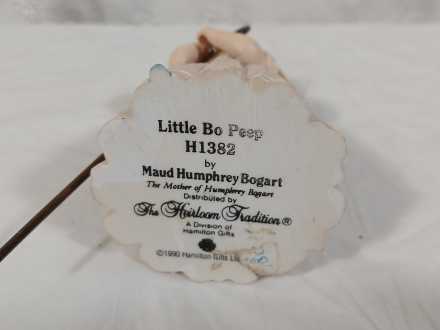 Little Bo Peep
H1382
by
Maud Humphrey Bogart
The Mother of Humphrey Bogart
Distributed by
The Heirloom Tradition®
A Division of
Hamilton Gifts
©1990 Hamilton Gifts Ltd.